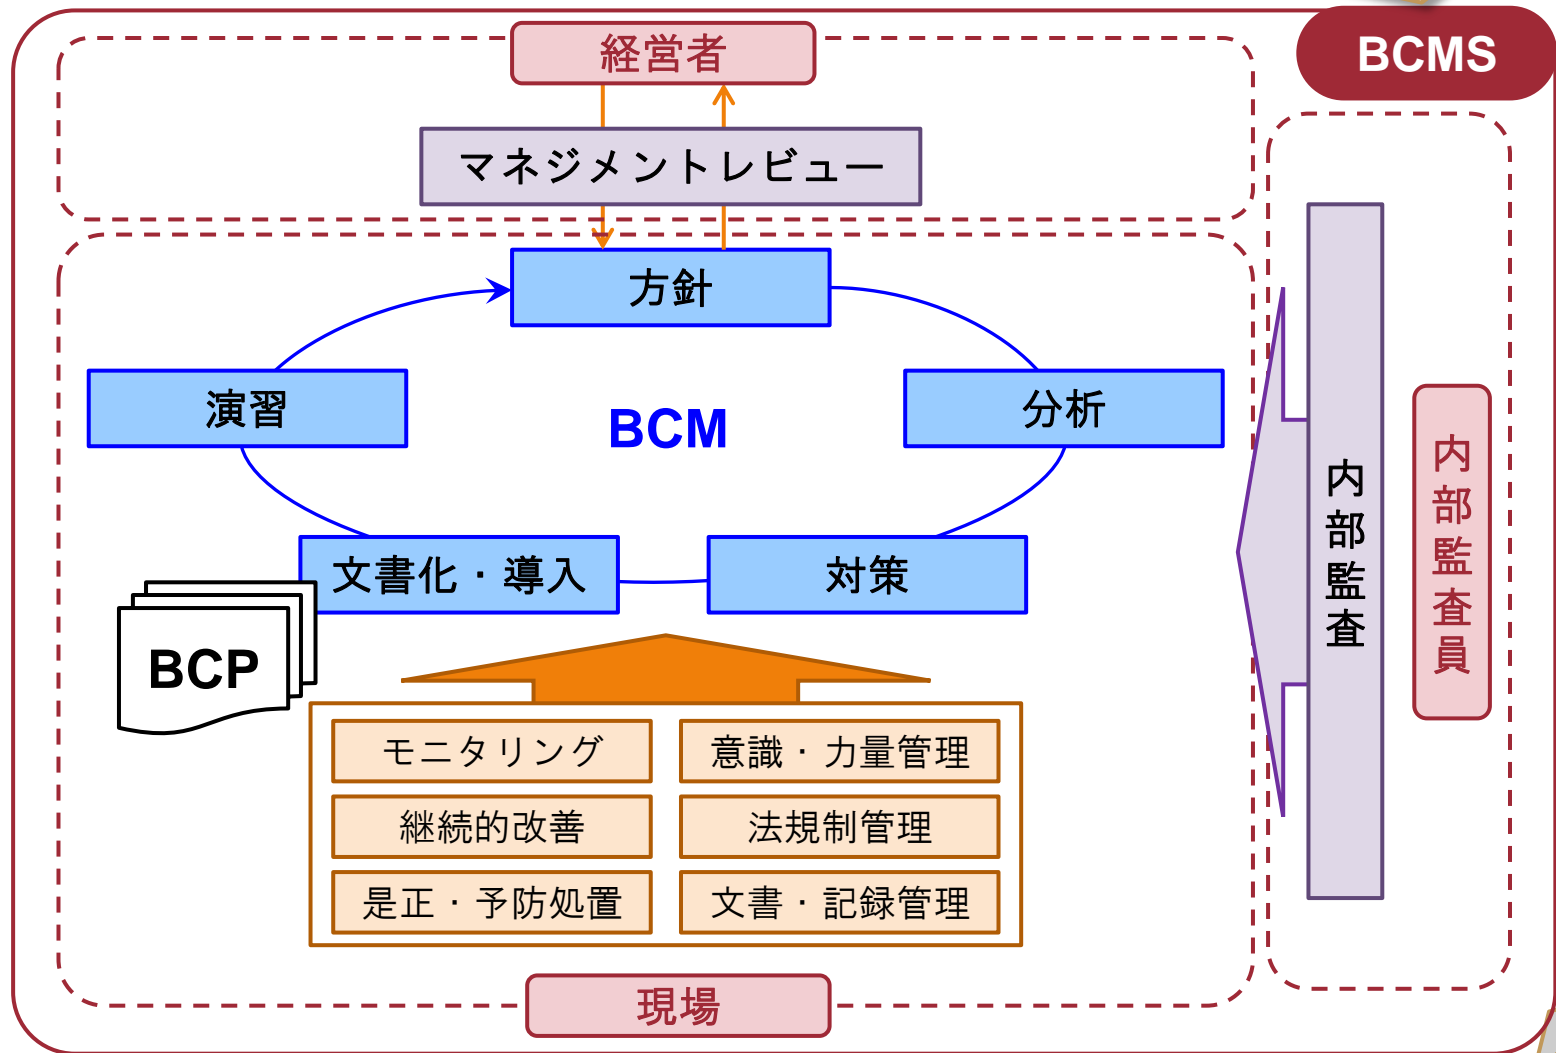 BCMS
経営者
マネジメントレビュー
方針
演習
分析
BCM
文書化・導入
対策
BCP
モニタリング
意識・力量管理
継続的改善
法規制管理
是正・予防処置
文書・記録管理
現場
内部監査
内部監査員